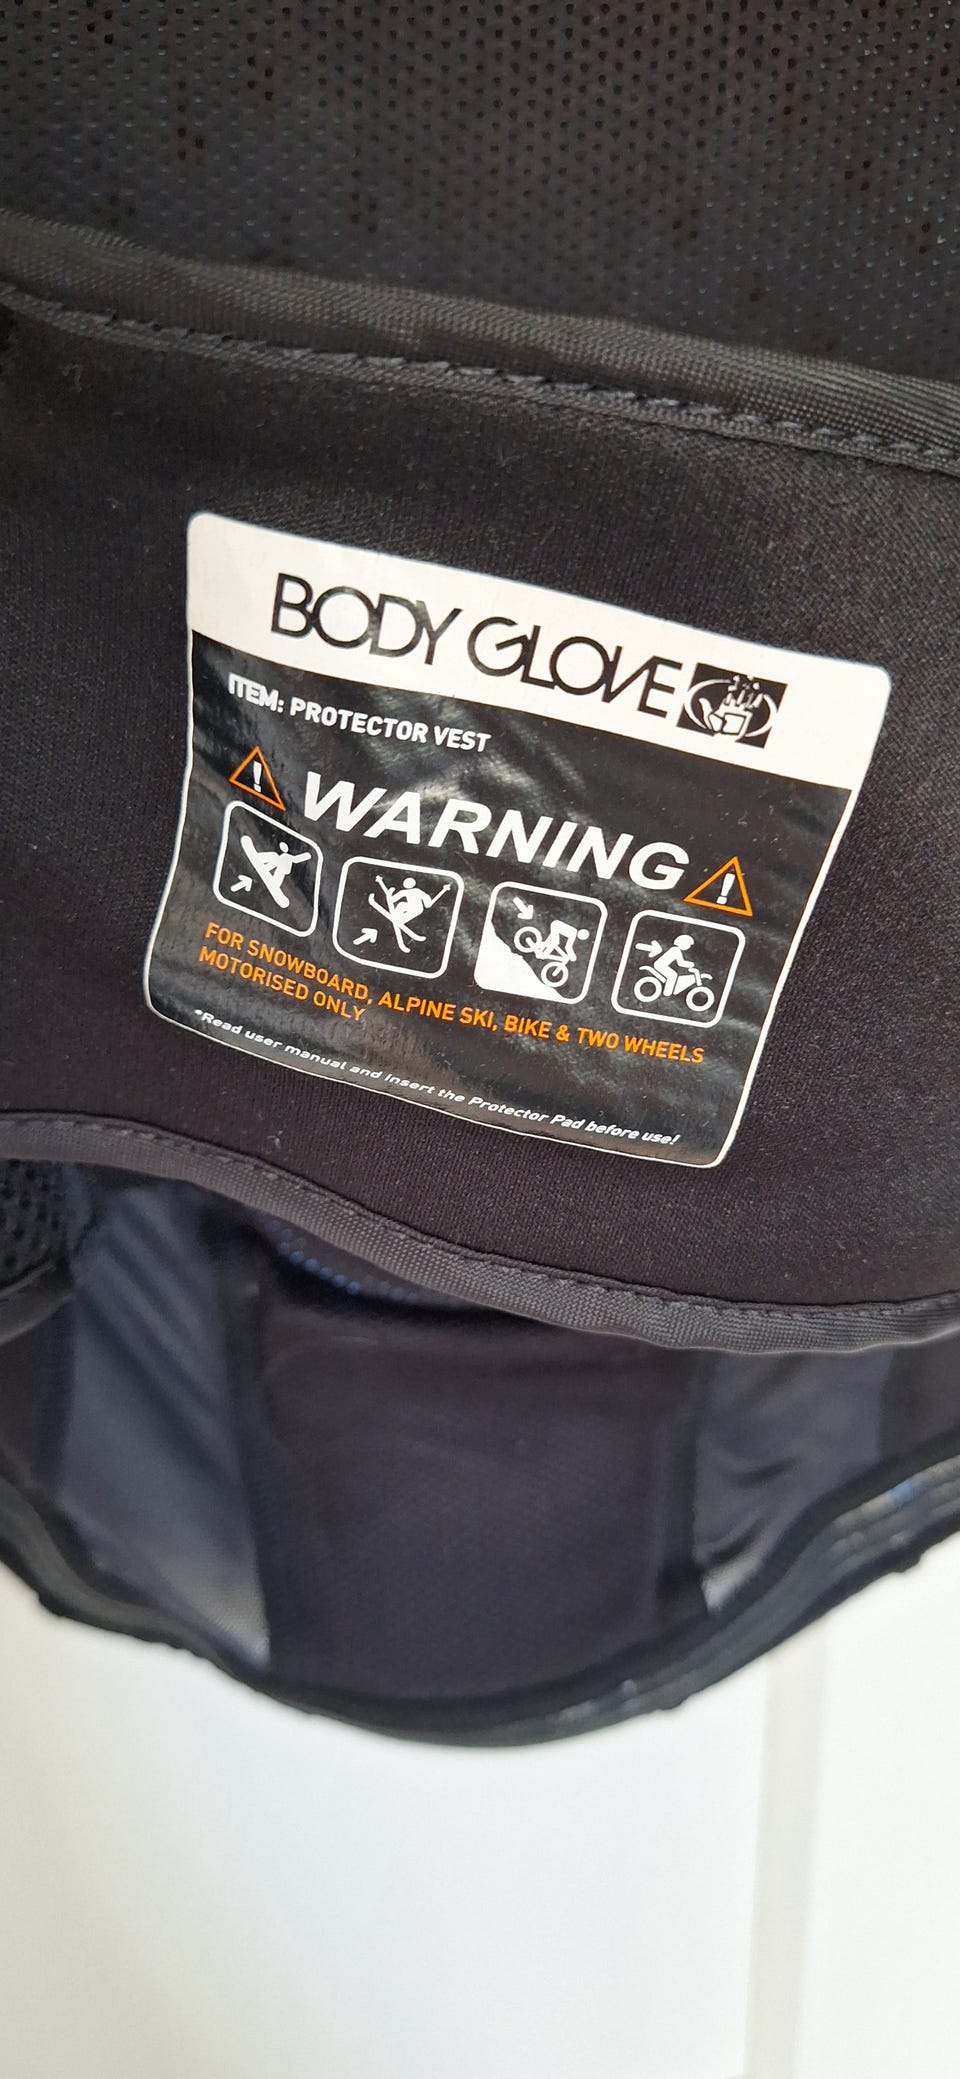 BODY GLOVE
ITEM: PROTECTOR VEST
! WARNING !
FOR SNOWBOARD, ALPINE SKI, BIKE & TWO WHEELS
MOTORISED ONLY
*Read user manual and insert the Protector Pad before use!